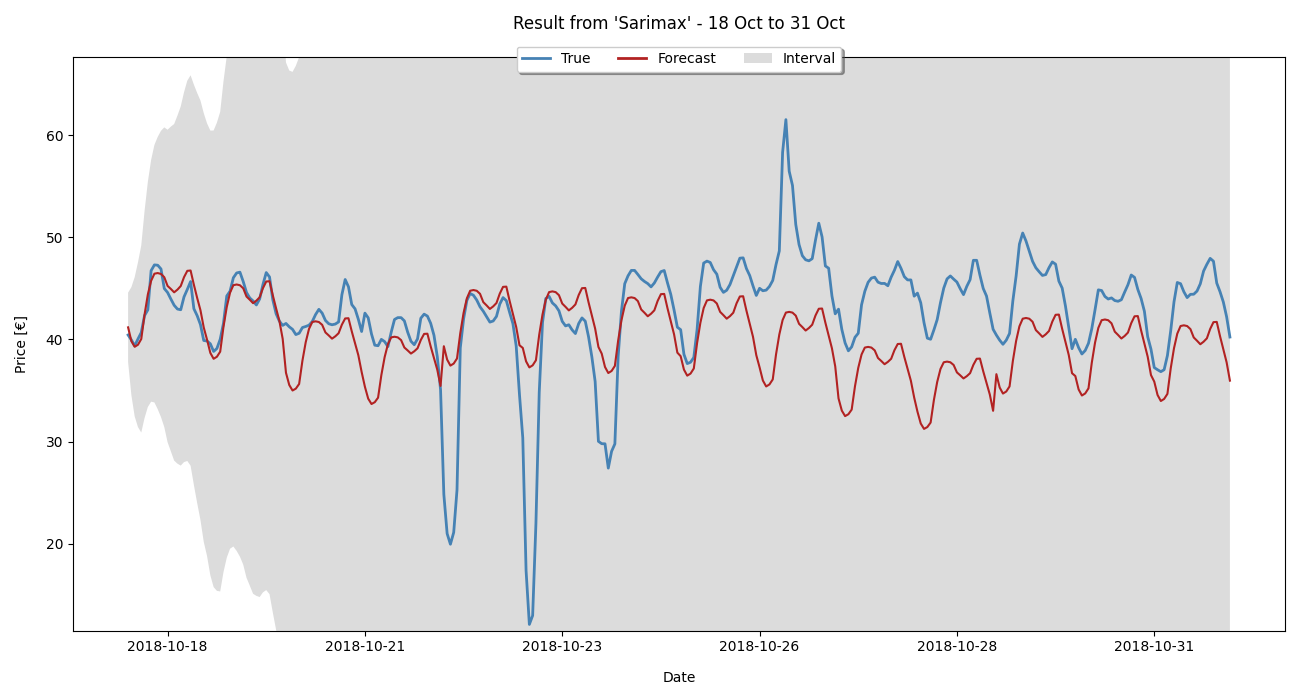 Result from 'Sarimax' - 18 Oct to 31 Oct
True Forecast Interval
60
50
40
30
20
Price [€]
2018-10-18 2018-10-21 2018-10-23 2018-10-26 2018-10-28 2018-10-31
Date